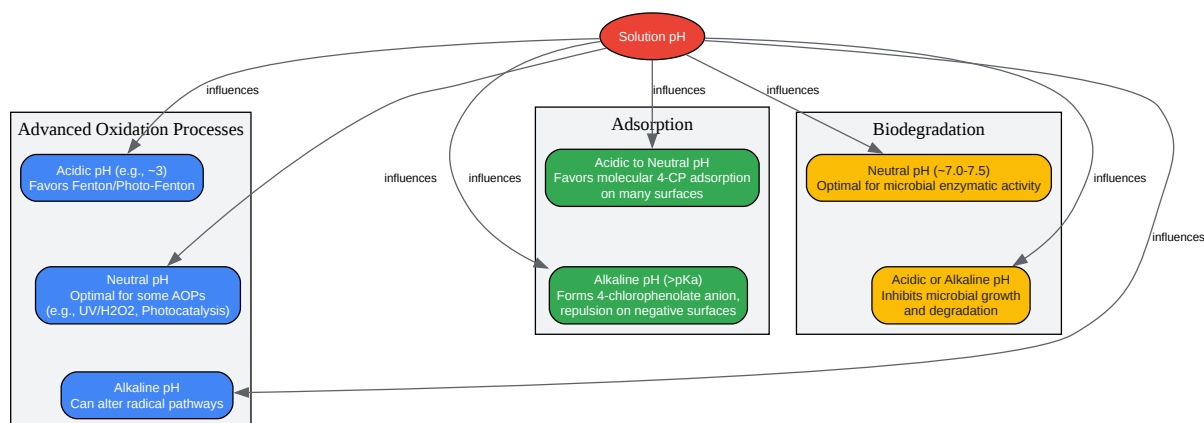 Solution pH
influences
influences
influences
Advanced Oxidation Processes
Adsorption
Biodegradation
Acidic pH (e.g., ~3)
Favors Fenton/Photo-Fenton
Acidic to Neutral pH
Favors molecular 4-CP adsorption
on many surfaces
Neutral pH (~7.0-7.5)
Optimal for microbial enzymatic activity
influences
influences
influences
influences
Neutral pH
Optimal for some AOPs
(e.g., UV/H2O2, Photocatalysis)
Alkaline pH (>pKa)
Forms 4-chlorophenolate anion,
repulsion on negative surfaces
Acidic or Alkaline pH
Inhibits microbial growth
and degradation
Alkaline pH
Can alter radical pathways